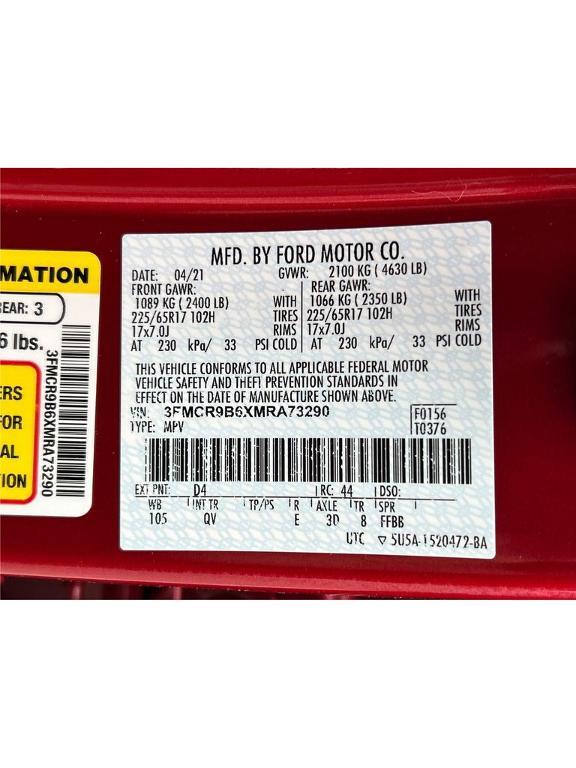 RMATION
REAR: 3
6 lbs.
ERS
FOR
AL
TION
3FMCR9B6XMRA73290
MFD. BY FORD MOTOR CO.
DATE: 04/21 GVWR: 2100 KG (4630 LB)
FRONT GAWR: REAR GAWR:
1089 KG (2400 LB) WITH 1066 KG (2350 LB) WITH
225/65R17 102H TIRES 225/65R17 102H TIRES
17x7.0J RIMS 17x7.0J RIMS
AT 230 kPa/ 33 PSI COLD AT 230 kPa/ 33 PSI COLD
THIS VEHICLE CONFORMS TO ALL APPLICABLE FEDERAL MOTOR
VEHICLE SAFETY AND THEFT PREVENTION STANDARDS IN
EFFECT ON THE DATE OF MANUFACTURE SHOWN ABOVE.
VIN: 3FMCR9B6XMRA73290 F0156
TYPE: MPV T0376
EXT PNT: D4 RC: 44 DSO:
WB INT TR TP/PS R AXLE TR SPR
105 QV E 3D 8 FFBB
UTC ▽ 5U5A-1520472-BA